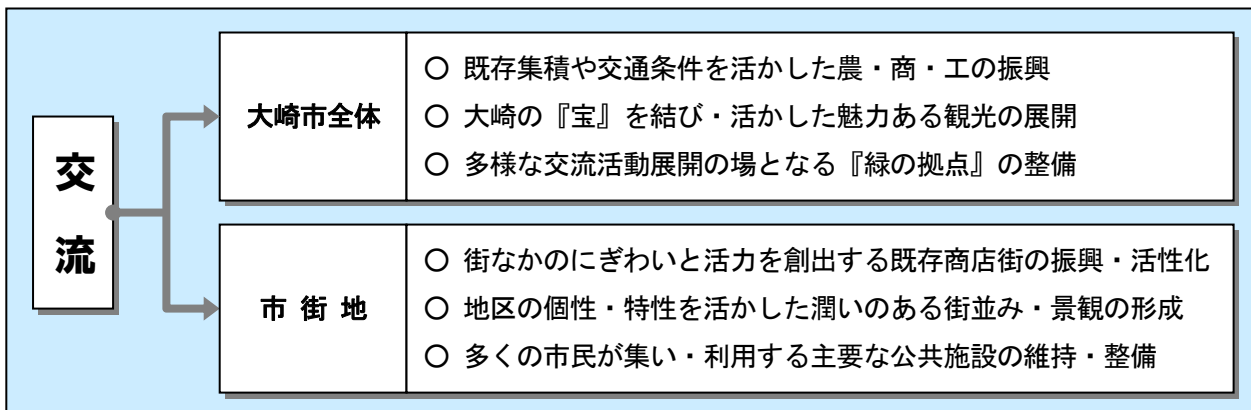 交流
大崎市全体
○ 既存集積や交通条件を活かした農・商・工の振興
○ 大崎の『宝』を結び・活かした魅力ある観光の展開
○ 多様な交流活動展開の場となる『緑の拠点』の整備
市街地
○ 街なかのにぎわいと活力を創出する既存商店街の振興・活性化
○ 地区の個性・特性を活かした潤いのある街並み・景観の形成
○ 多くの市民が集い・利用する主要な公共施設の維持・整備